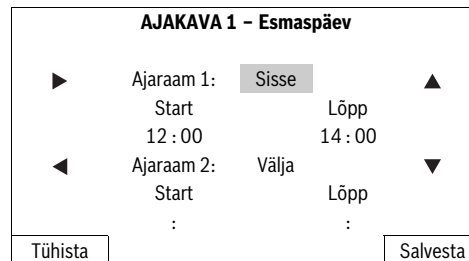 AJAKAVA 1 – Esmaspäev
Ajaraam 1: Sisse
Start Lõpp
12:00 14:00
Ajaraam 2: Välja
Start Lõpp
: :
Tühista Salvesta